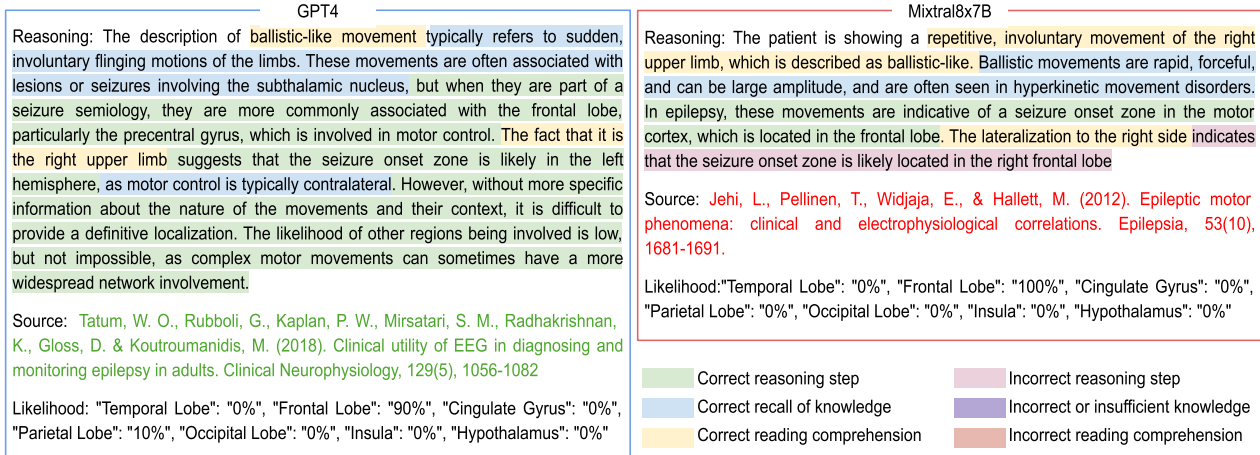 GPT4
Reasoning: The description of ballistic-like movement typically refers to sudden,
involuntary flinging motions of the limbs. These movements are often associated with
lesions or seizures involving the subthalamic nucleus, but when they are part of a
seizure semiology, they are more commonly associated with the frontal lobe,
particularly the precentral gyrus, which is involved in motor control. The fact that it is
the right upper limb suggests that the seizure onset zone is likely in the left
hemisphere, as motor control is typically contralateral. However, without more specific
information about the nature of the movements and their context, it is difficult to
provide a definitive localization. The likelihood of other regions being involved is low,
but not impossible, as complex motor movements can sometimes have a more
widespread network involvement.
Source: Tatum, W. O., Rubboli, G., Kaplan, P. W., Mirsatari, S. M., Radhakrishnan,
K., Gloss, D. & Koutroumanidis, M. (2018). Clinical utility of EEG in diagnosing and
monitoring epilepsy in adults. Clinical Neurophysiology, 129(5), 1056-1082
Likelihood: "Temporal Lobe": "0%", "Frontal Lobe": "90%", "Cingulate Gyrus": "0%",
"Parietal Lobe": "10%", "Occipital Lobe": "0%", "Insula": "0%", "Hypothalamus": "0%"
Mixtral8x7B
Reasoning: The patient is showing a repetitive, involuntary movement of the right
upper limb, which is described as ballistic-like. Ballistic movements are rapid, forceful,
and can be large amplitude, and are often seen in hyperkinetic movement disorders.
In epilepsy, these movements are indicative of a seizure onset zone in the motor
cortex, which is located in the frontal lobe. The lateralization to the right side indicates
that the seizure onset zone is likely located in the right frontal lobe
Source: Jehi, L., Pellinen, T., Widjaja, E., & Hallett, M. (2012). Epileptic motor
phenomena: clinical and electrophysiological correlations. Epilepsia, 53(10),
1681-1691.
Likelihood:"Temporal Lobe": "0%", "Frontal Lobe": "100%", "Cingulate Gyrus": "0%",
"Parietal Lobe": "0%", "Occipital Lobe": "0%", "Insula": "0%", "Hypothalamus": "0%"
Correct reasoning step
Correct recall of knowledge
Correct reading comprehension
Incorrect reasoning step
Incorrect or insufficient knowledge
Incorrect reading comprehension